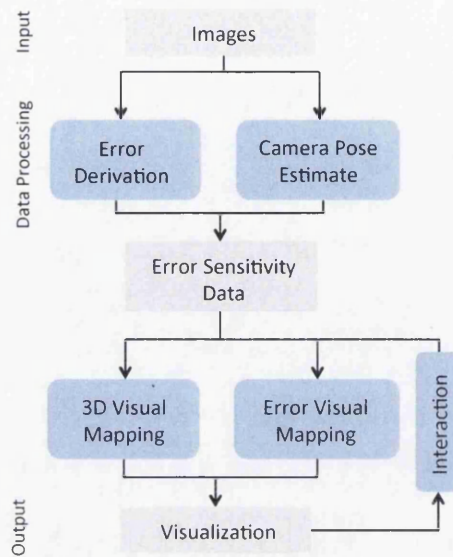 Input
Images
Data Processing
Error
Derivation
Camera Pose
Estimate
Error Sensitivity
Data
3D Visual
Mapping
Error Visual
Mapping
Interaction
Output
Visualization